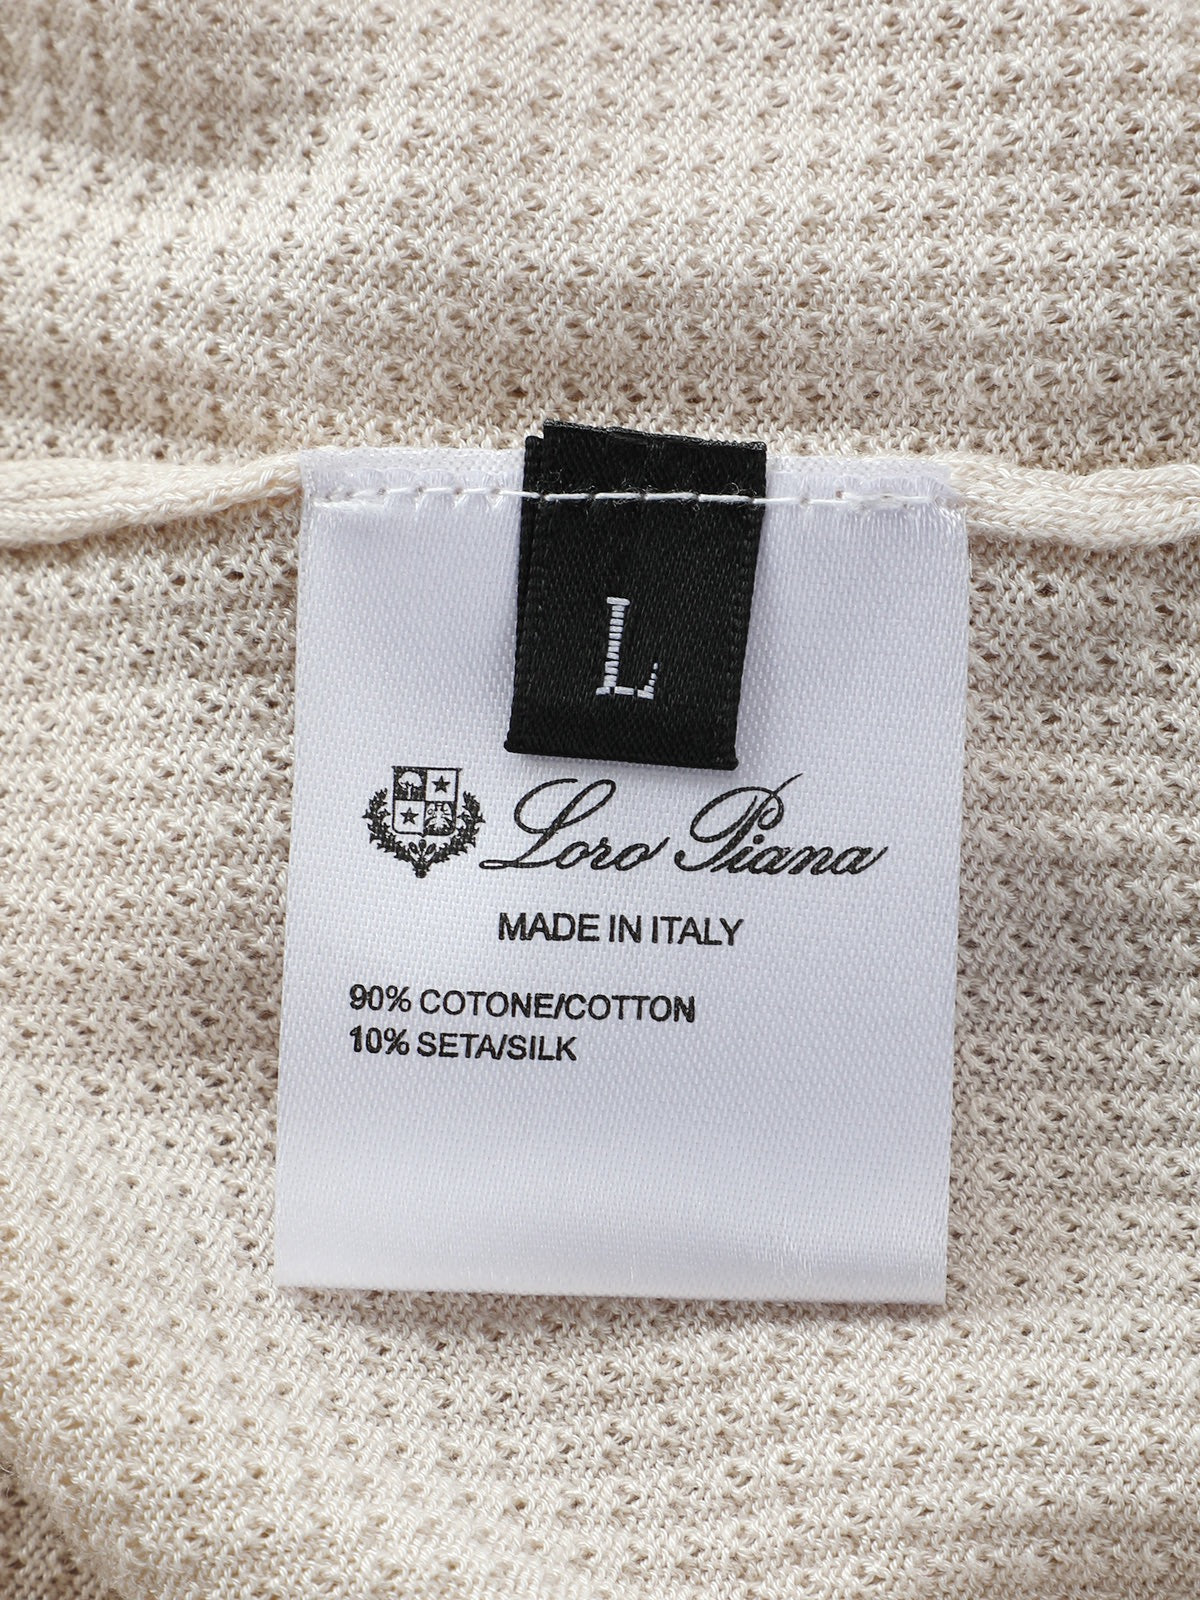 L
Loro Piana
MADE IN ITALY
90% COTONE/COTTON
10% SETA/SILK